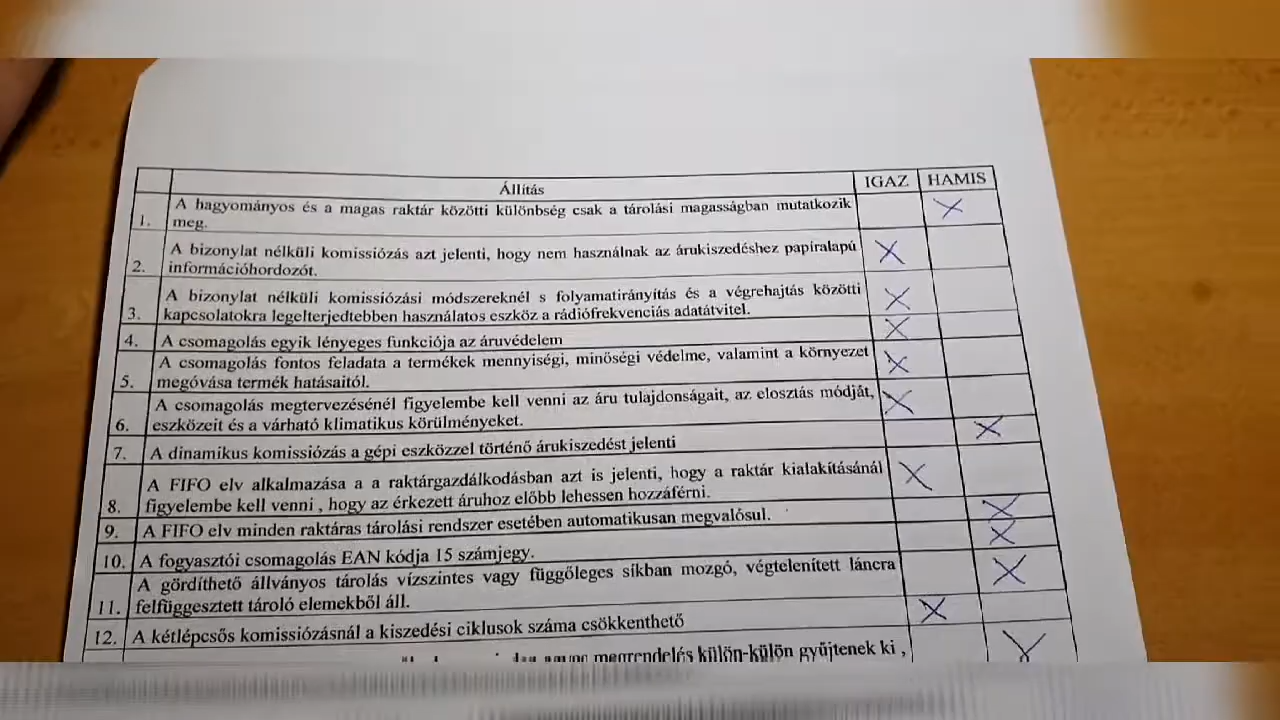 Állítás IGAZ HAMIS
1. A hagyományos és a magas raktár közötti különbség csak a tárolási magasságban mutatkozik
meg.
2. A bizonylat nélküli komissiózás azt jelenti, hogy nem használnak az árukiszedéshez papíralapú
információhordozót.
3. A bizonylat nélküli komissiózási módszereknél s folyamatirányítás és a végrehajtás közötti
kapcsolatokra legelterjedtebben használatos eszköz a rádiófrekvenciás adatátvitel.
4. A csomagolás egyik lényeges funkciója az áruvédelem
5. A csomagolás fontos feladata a termékek mennyiségi, minőségi védelme, valamint a környezet
megóvása termék hatásaitól.
6. A csomagolás megtervezésénél figyelembe kell venni az áru tulajdonságait, az elosztás módját,
eszközeit és a várható klimatikus körülményeket.
7. A dinamikus komissiózás a gépi eszközzel történő árukiszedést jelenti
8. A FIFO elv alkalmazása a a raktárgazdálkodásban azt is jelenti, hogy a raktár kialakításánál
figyelembe kell venni , hogy az érkezett áruhoz előbb lehessen hozzáférni.
9. A FIFO elv minden raktáras tárolási rendszer esetében automatikusan megvalósul.
10. A fogyasztói csomagolás EAN kódja 15 számjegy.
11. A gördíthető állványos tárolás vízszintes vagy függőleges síkban mozgó, végtelenített láncra
felfüggesztett tároló elemekből áll.
12. A kétlépcsős komissiózásnál a kiszedési ciklusok száma csökkenthető
megrendelés külön-külön gyűjtenek ki ,